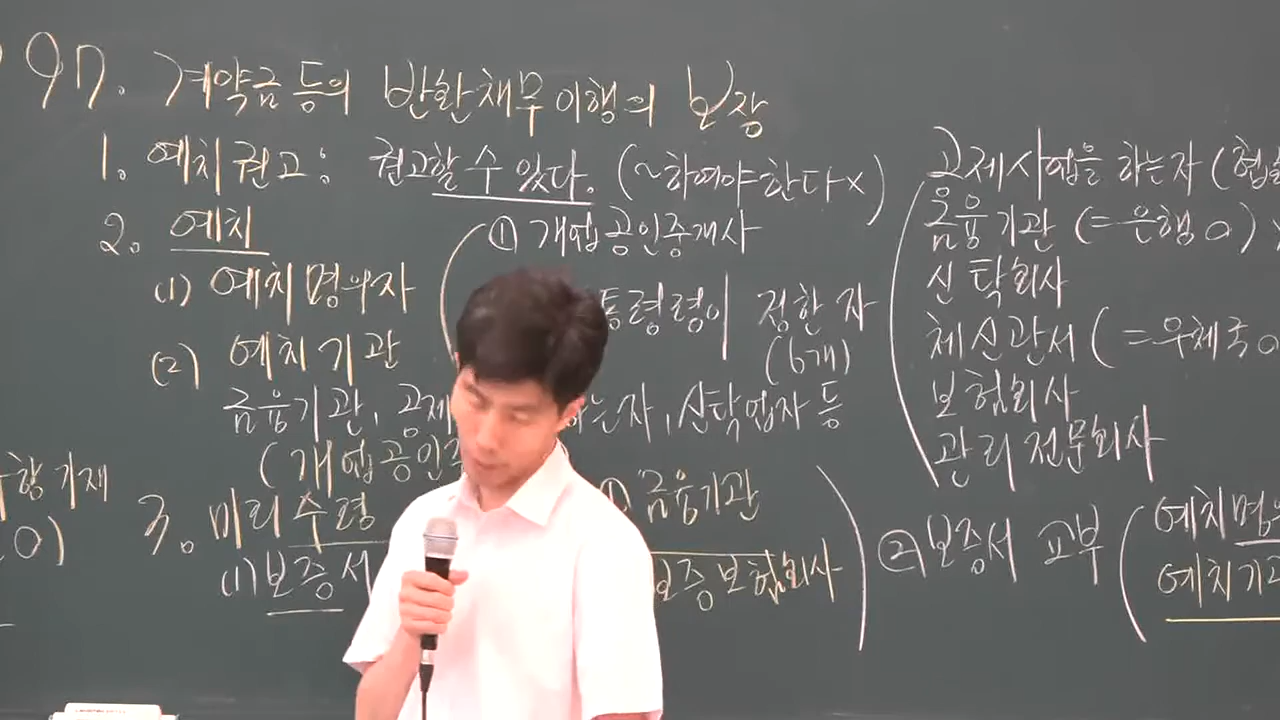 97. 계약금 등의 반환채무이행의 보장
1. 예치권고: 권고할 수 있다. (~하여야 한다×)
2. 예치
(1) 예치명의자
① 개업공인중개사
통령령이 정한 자
(6개)
(2) 예치기관
금융기관, 공제 하는자, 신탁업자 등
(개업공인
3. 미리 수령
(1) 보증서
① 금융기관
보증보험회사
② 보증서 교부
예치명의
예치기관
공제사업을 하는자 (협
금융기관 (=은행 O)
신탁회사
체신관서 (=우체국 O
보험회사
관리전문회사
항 기재
O)